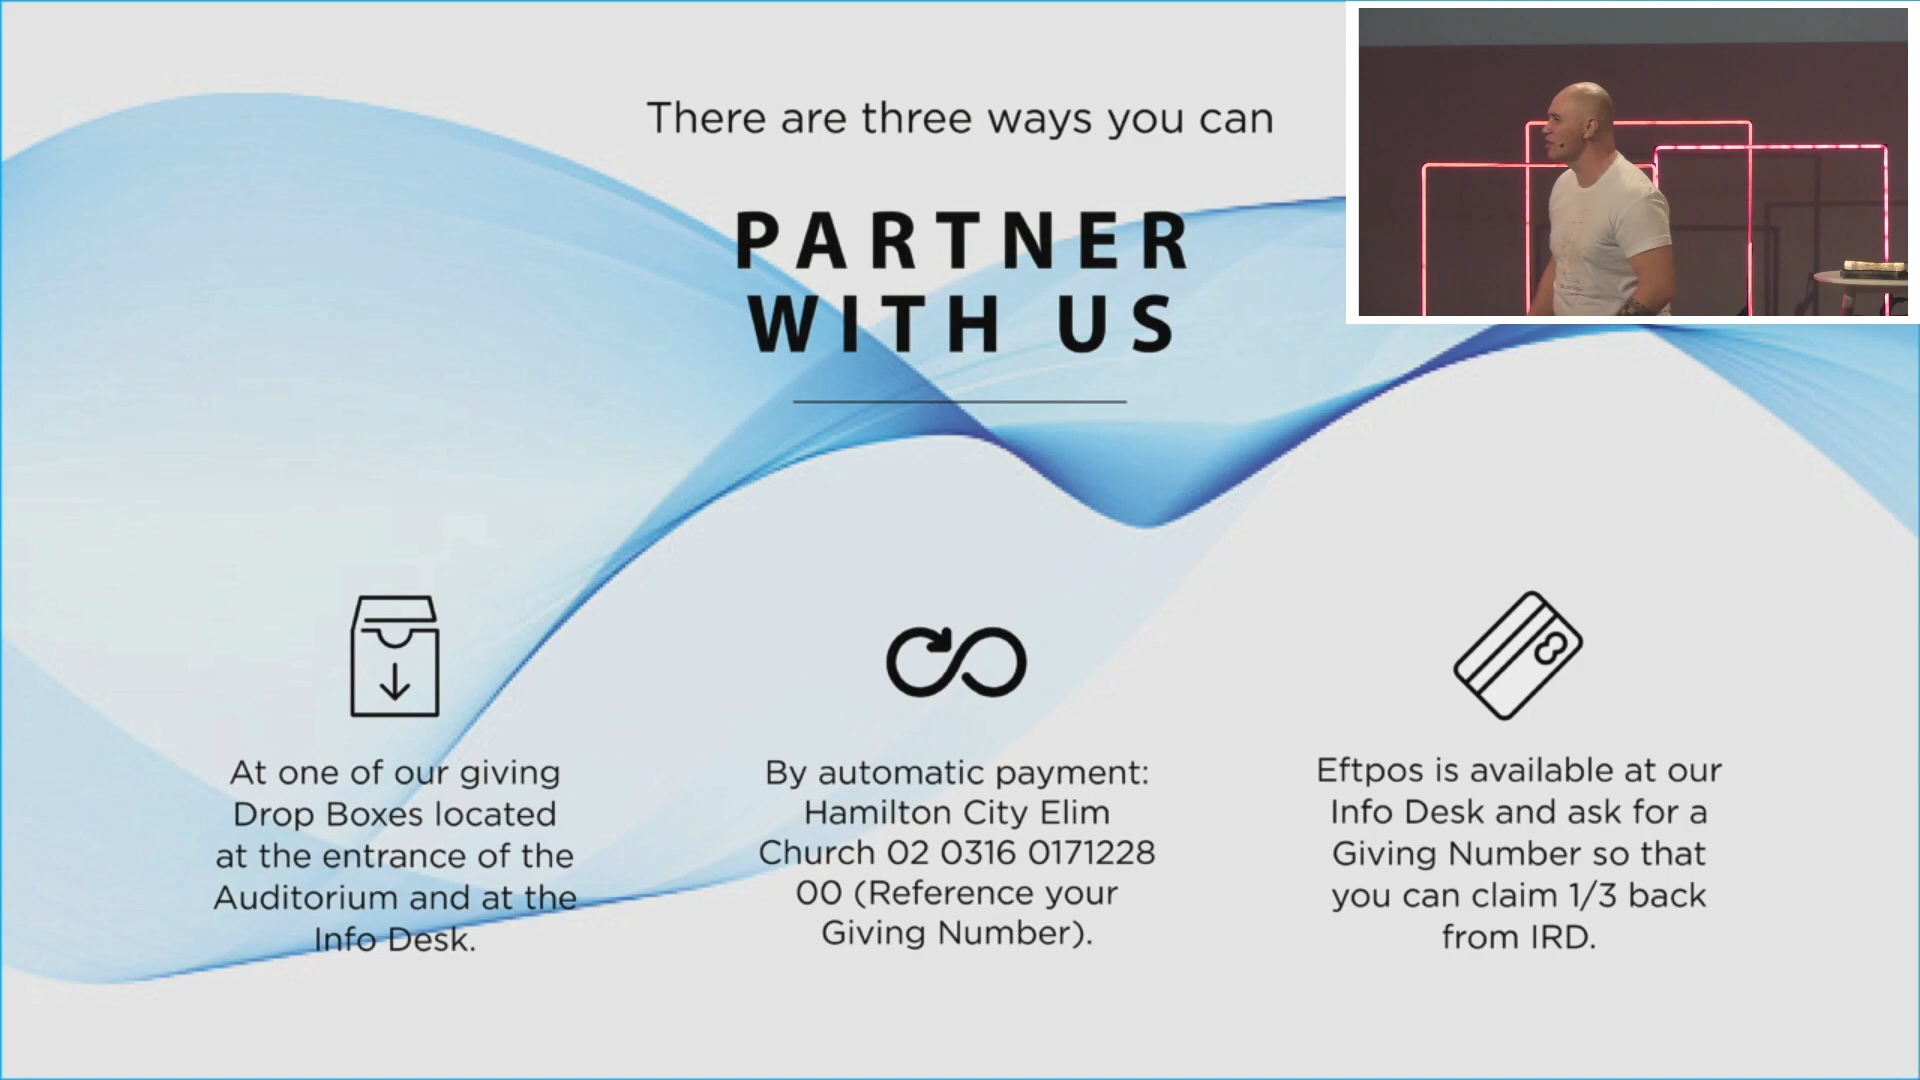 There are three ways you can
PARTNER
WITH US
At one of our giving
Drop Boxes located
at the entrance of the
Auditorium and at the
Info Desk.
By automatic payment:
Hamilton City Elim
Church 02 0316 0171228
00 (Reference your
Giving Number).
Eftpos is available at our
Info Desk and ask for a
Giving Number so that
you can claim 1/3 back
from IRD.